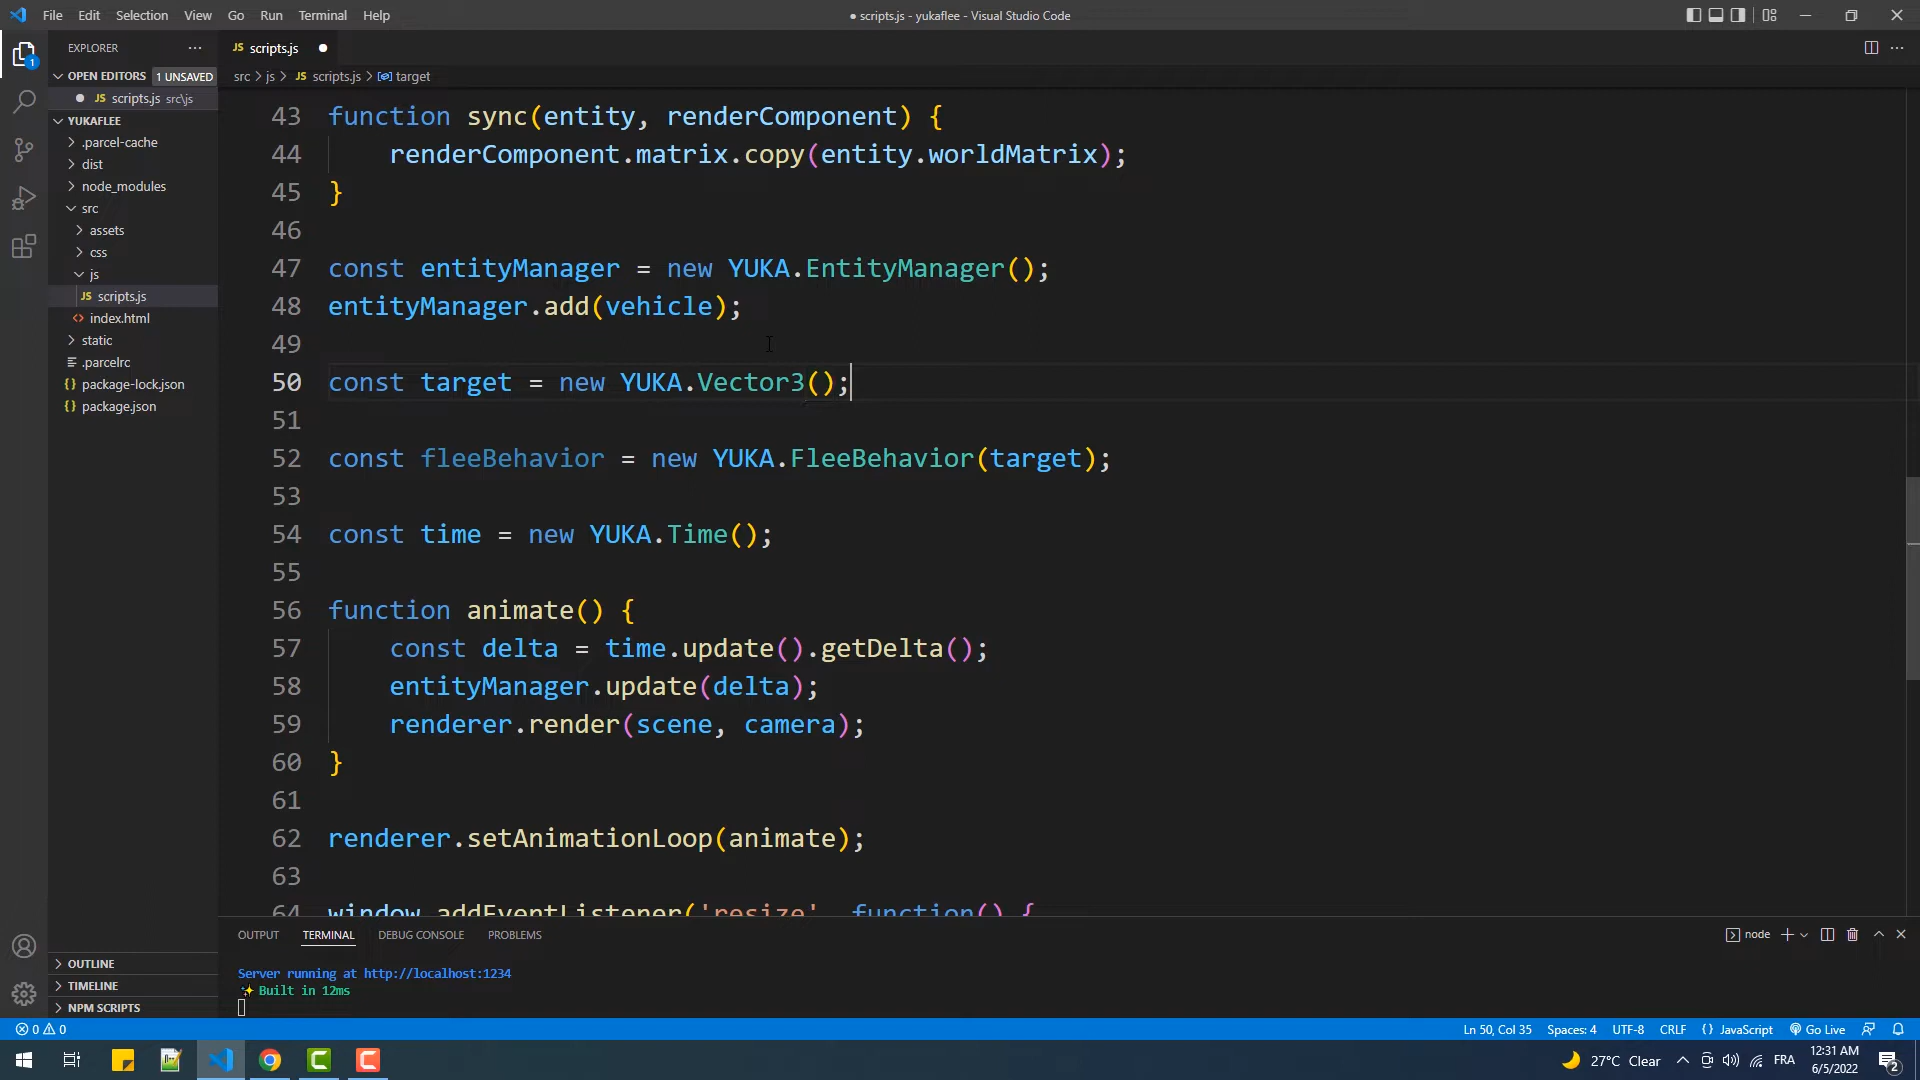 File Edit Selection View Go Run Terminal Help
● scripts.js - yukaflee - Visual Studio Code
EXPLORER
OPEN EDITORS 1 UNSAVED
JS scripts.js src\js
YUKAFLEE
.parcel-cache
dist
node_modules
src
assets
css
js
JS scripts.js
<> index.html
static
.parcelrc
{} package-lock.json
{} package.json
OUTLINE
TIMELINE
NPM SCRIPTS
JS scripts.js ●
src > js > JS scripts.js > target
43 function sync(entity, renderComponent) {
44 renderComponent.matrix.copy(entity.worldMatrix);
45 }
46
47 const entityManager = new YUKA.EntityManager();
48 entityManager.add(vehicle);
49
50 const target = new YUKA.Vector3();
51
52 const fleeBehavior = new YUKA.FleeBehavior(target);
53
54 const time = new YUKA.Time();
55
56 function animate() {
57 const delta = time.update().getDelta();
58 entityManager.update(delta);
59 renderer.render(scene, camera);
60 }
61
62 renderer.setAnimationLoop(animate);
63
64 window.addEventListener('resize', function() {
OUTPUT TERMINAL DEBUG CONSOLE PROBLEMS
node
Server running at http://localhost:1234
✨ Built in 12ms
0 0
Ln 50, Col 35 Spaces: 4 UTF-8 CRLF {} JavaScript Go Live
27°C Clear FRA 12:31 AM
6/5/2022
2
1